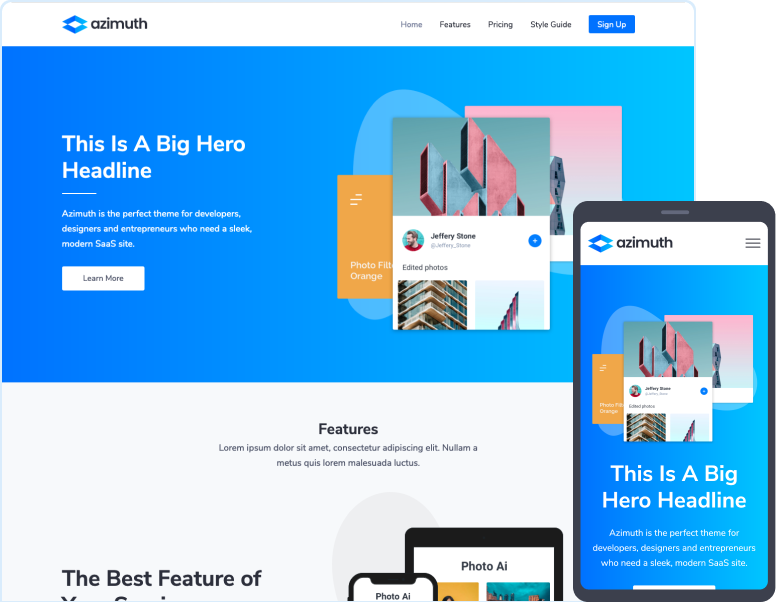 azimuth
Home Features Pricing Style Guide Sign Up
This Is A Big Hero
Headline
Azimuth is the perfect theme for developers,
designers and entrepreneurs who need a sleek,
modern SaaS site.
Learn More
Jeffery Stone
@Jeffery_Stone
Photo Filt
Orange
Edited photos
Features
Lorem ipsum dolor sit amet, consectetur adipiscing elit. Nullam a
metus quis lorem malesuada luctus.
The Best Feature of
Photo Ai
Photo Ai
azimuth
Jeffery Stone
@Jeffery_Stone
Photo Filt
Orange
Edited photos
This Is A Big
Hero Headline
Azimuth is the perfect theme for
developers, designers and entrepreneurs
who need a sleek, modern SaaS site.